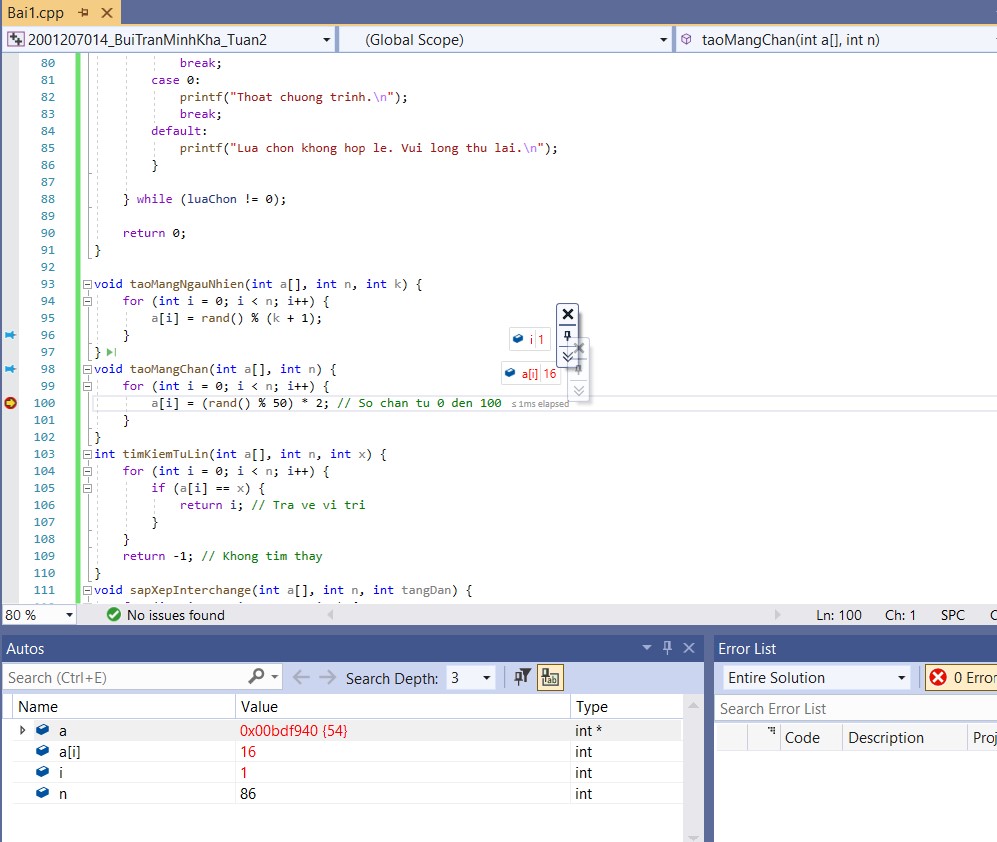 Bai1.cpp
2001207014_BuiTranMinhKha_Tuan2 (Global Scope) taoMangChan(int a[], int n)
80 break;
81 case 0:
82 printf("Thoat chuong trinh.\n");
83 break;
84 default:
85 printf("Lua chon khong hop le. Vui long thu lai.\n");
86 }
87
88 } while (luaChon != 0);
89
90 return 0;
91 }
92
93 void taoMangNgauNhien(int a[], int n, int k) {
94 for (int i = 0; i < n; i++) {
95 a[i] = rand() % (k + 1);
96 }
i 1
97 }
98 void taoMangChan(int a[], int n) {
a[i] 16
99 for (int i = 0; i < n; i++) {
100 a[i] = (rand() % 50) * 2; // So chan tu 0 den 100 ≤ 1ms elapsed
101 }
102 }
103 int timKiemTuLin(int a[], int n, int x) {
104 for (int i = 0; i < n; i++) {
105 if (a[i] == x) {
106 return i; // Tra ve vi tri
107 }
108 }
109 return -1; // Khong tim thay
110 }
111 void sapXepInterchange(int a[], int n, int tangDan) {
80 % No issues found Ln: 100 Ch: 1 SPC
Autos
Search (Ctrl+E) Search Depth: 3
Name Value Type
a 0x00bdf940 {54} int *
a[i] 16 int
i 1 int
n 86 int
Error List
Entire Solution 0 Error
Search Error List
Code Description Proj